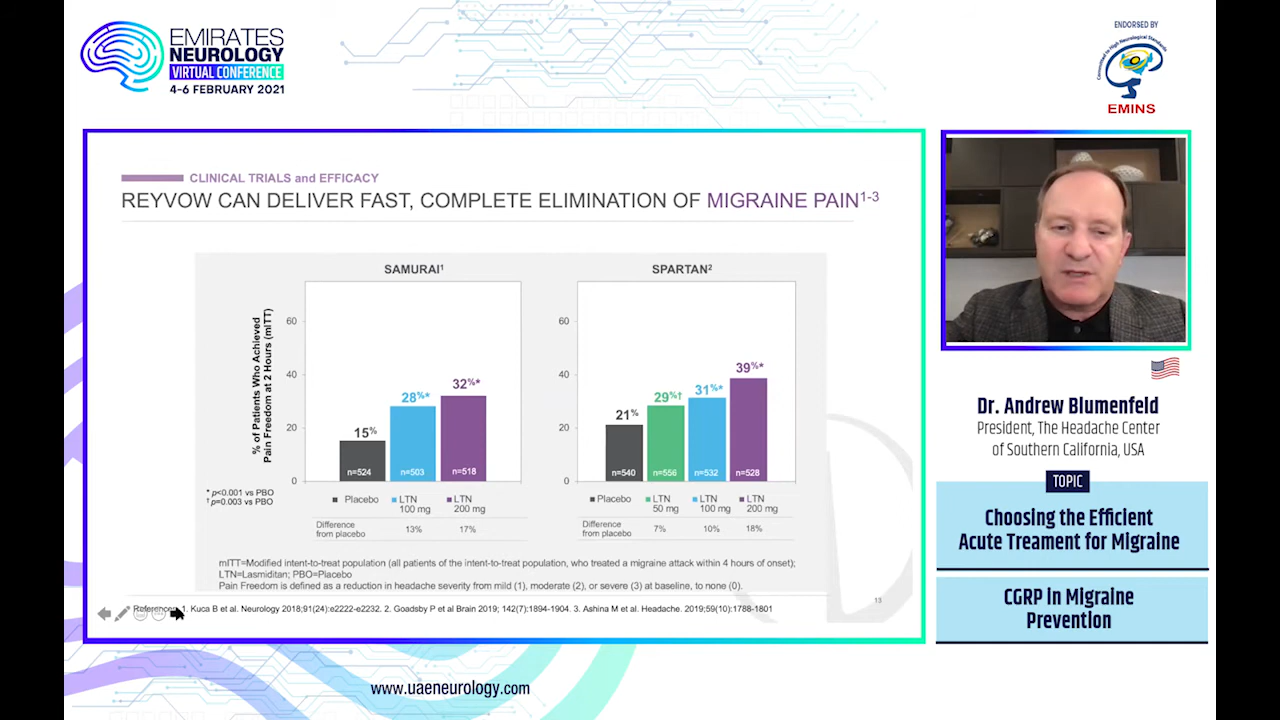 EMIRATES
NEUROLOGY
VIRTUAL CONFERENCE
4-6 FEBRUARY 2021
ENDORSED BY
Committed to High Neurological Standards
EMINS
CLINICAL TRIALS and EFFICACY
REYVOW CAN DELIVER FAST, COMPLETE ELIMINATION OF MIGRAINE PAIN1-3
SAMURAI1
% of Patients Who Achieved
Pain Freedom at 2 Hours (mITT)
60
40
20
0
15%
28%*
32%*
n=524
n=503
n=518
Placebo
LTN
100 mg
LTN
200 mg
Difference
from placebo
13%
17%
* p<0.001 vs PBO
† p=0.003 vs PBO
SPARTAN2
60
40
20
0
21%
29%†
31%*
39%*
n=540
n=556
n=532
n=528
Placebo
LTN
50 mg
LTN
100 mg
LTN
200 mg
Difference
from placebo
7%
10%
18%
mITT=Modified intent-to-treat population (all patients of the intent-to-treat population, who treated a migraine attack within 4 hours of onset);
LTN=Lasmiditan; PBO=Placebo
Pain Freedom is defined as a reduction in headache severity from mild (1), moderate (2), or severe (3) at baseline, to none (0).
13
References: 1. Kuca B et al. Neurology 2018;91(24):e2222-e2232. 2. Goadsby P et al Brain 2019; 142(7):1894-1904. 3. Ashina M et al. Headache. 2019;59(10):1788-1801
Dr. Andrew Blumenfeld
President, The Headache Center
of Southern California, USA
TOPIC
Choosing the Efficient
Acute Treament for Migraine
CGRP in Migraine
Prevention
www.uaeneurology.com